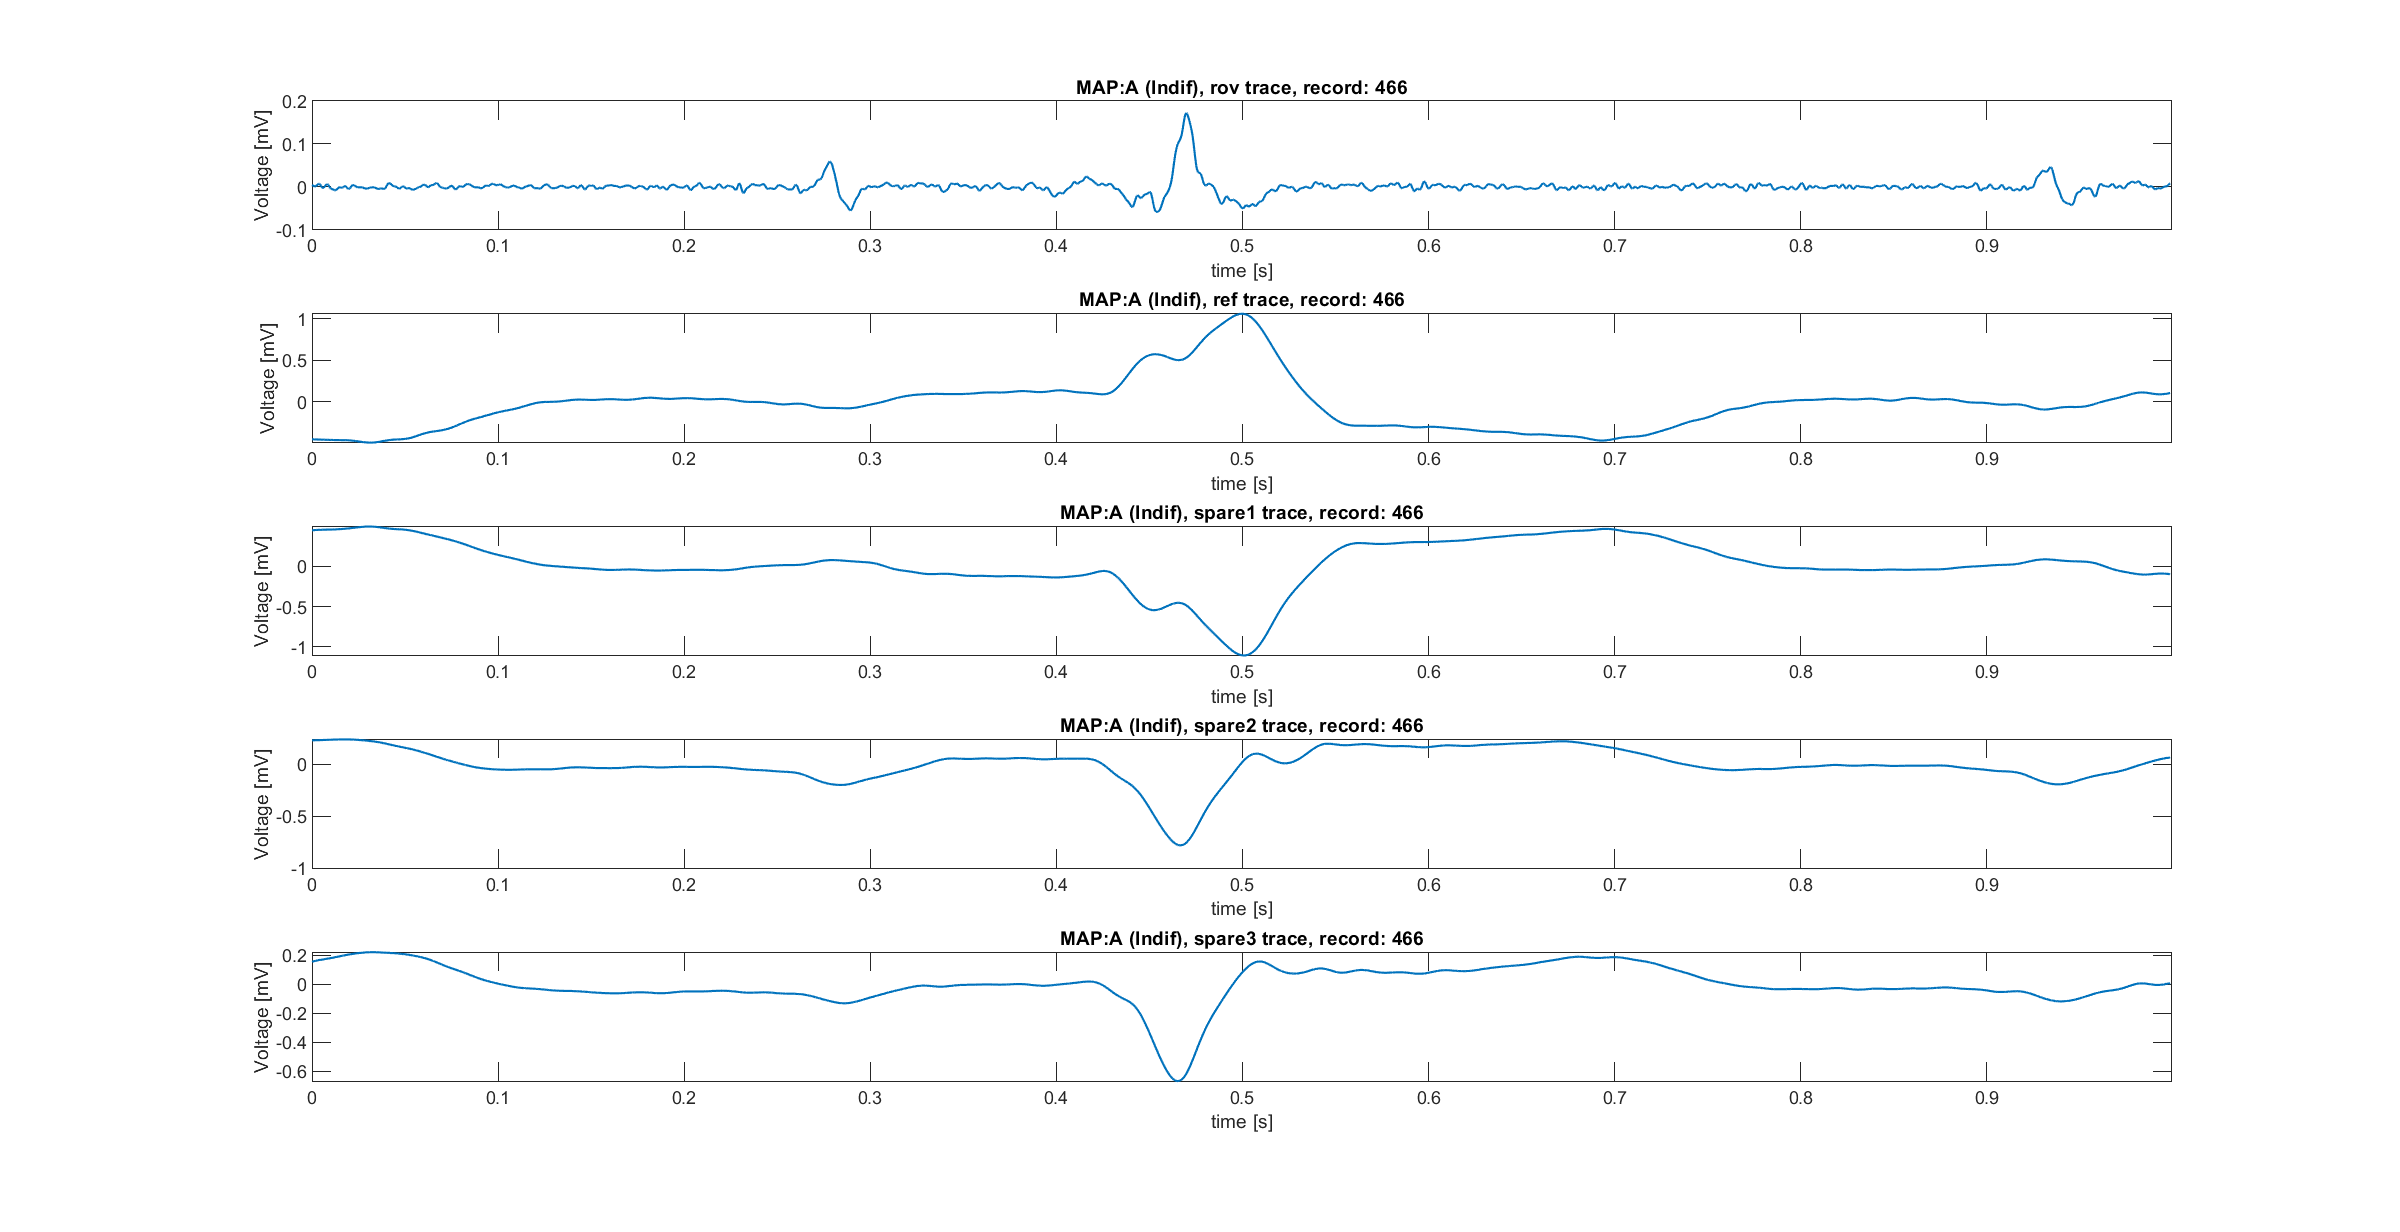 MAP:A (Indif), rov trace, record: 466
Voltage [mV]
0.2
0.1
0
-0.1
0 0.1 0.2 0.3 0.4 0.5 0.6 0.7 0.8 0.9
time [s]
MAP:A (Indif), ref trace, record: 466
Voltage [mV]
1
0.5
0
0 0.1 0.2 0.3 0.4 0.5 0.6 0.7 0.8 0.9
time [s]
MAP:A (Indif), spare1 trace, record: 466
Voltage [mV]
0
-0.5
-1
0 0.1 0.2 0.3 0.4 0.5 0.6 0.7 0.8 0.9
time [s]
MAP:A (Indif), spare2 trace, record: 466
Voltage [mV]
0
-0.5
-1
0 0.1 0.2 0.3 0.4 0.5 0.6 0.7 0.8 0.9
time [s]
MAP:A (Indif), spare3 trace, record: 466
Voltage [mV]
0.2
0
-0.2
-0.4
-0.6
0 0.1 0.2 0.3 0.4 0.5 0.6 0.7 0.8 0.9
time [s]